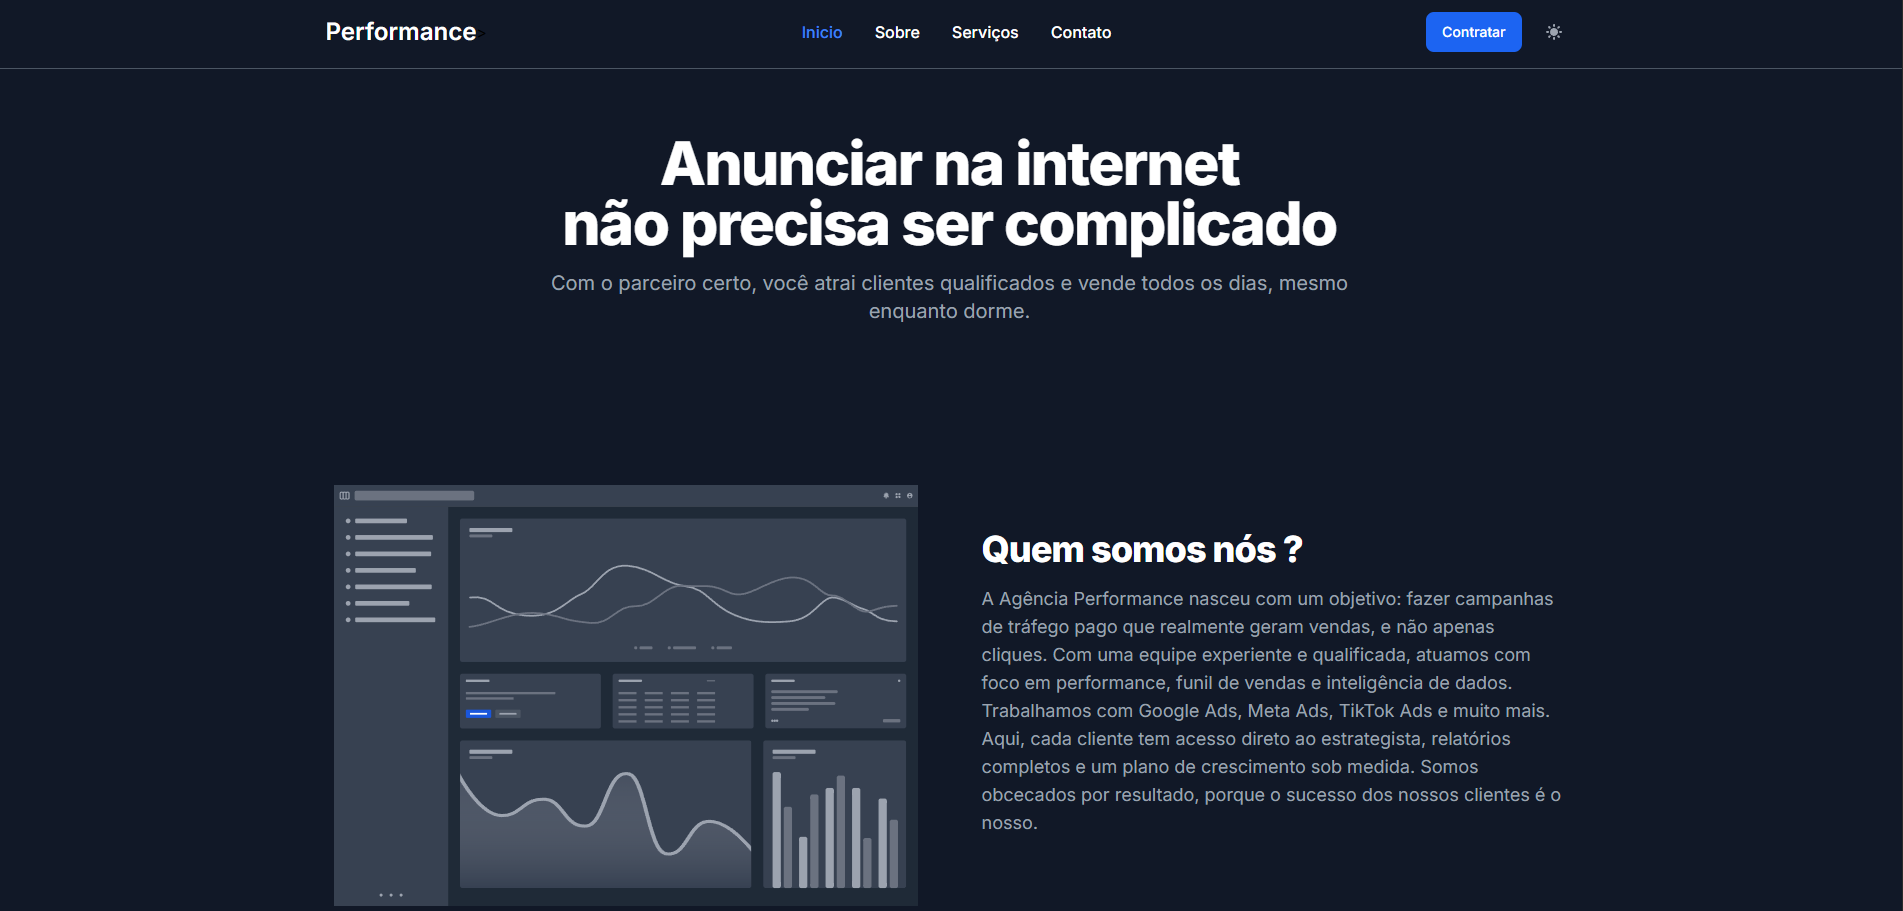 Performance>
Inicio
Sobre
Serviços
Contato
Contratar
Anunciar na internet
não precisa ser complicado
Com o parceiro certo, você atrai clientes qualificados e vende todos os dias, mesmo
enquanto dorme.
Quem somos nós ?
A Agência Performance nasceu com um objetivo: fazer campanhas
de tráfego pago que realmente geram vendas, e não apenas
cliques. Com uma equipe experiente e qualificada, atuamos com
foco em performance, funil de vendas e inteligência de dados.
Trabalhamos com Google Ads, Meta Ads, TikTok Ads e muito mais.
Aqui, cada cliente tem acesso direto ao estrategista, relatórios
completos e um plano de crescimento sob medida. Somos
obcecados por resultado, porque o sucesso dos nossos clientes é o
nosso.